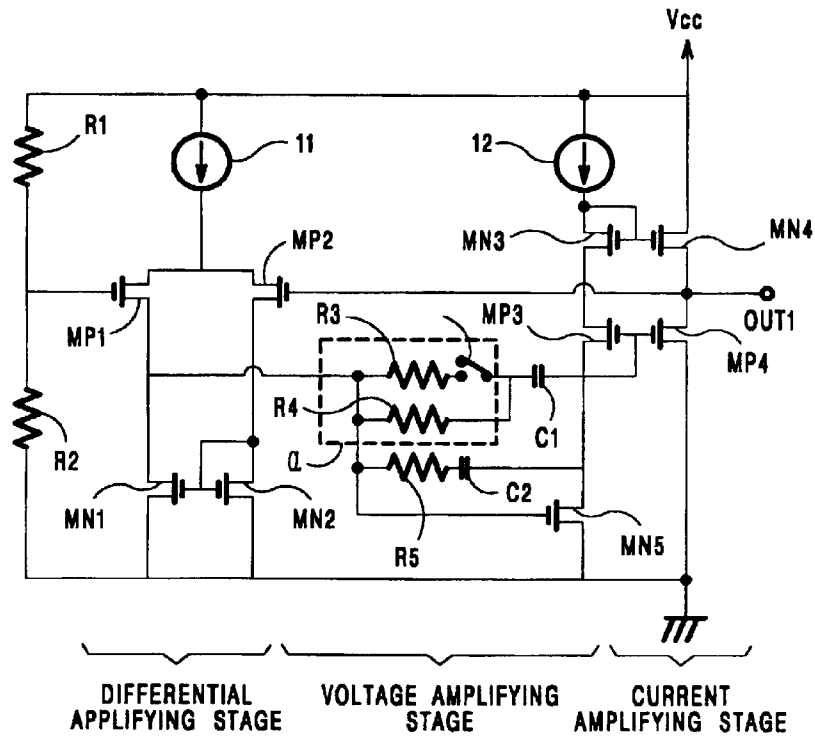 Vcc
R1
11
12
MP2
MN3
MN4
MP1
R3
MP3
OUT1
MP4
R4
C1
R2
α
C2
MN1
MN2
R5
MN5
DIFFERENTIAL
APPLIFYING STAGE
VOLTAGE AMPLIFYING
STAGE
CURRENT
AMPLIFYING STAGE